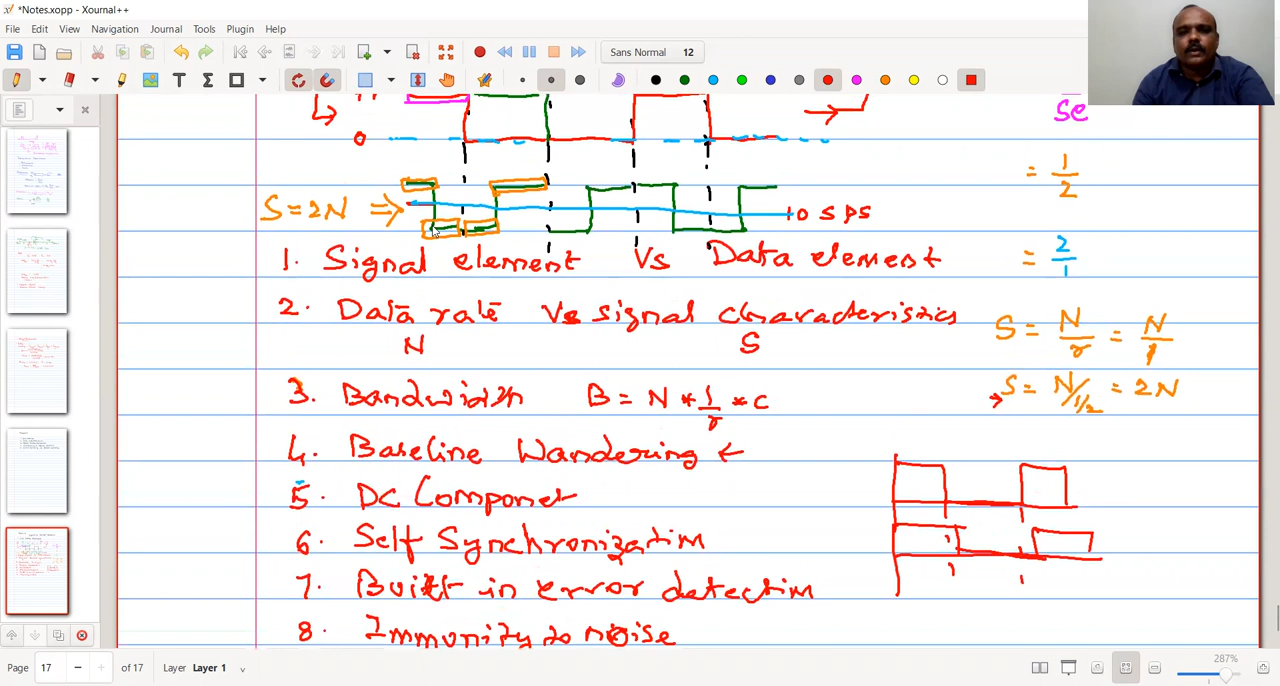 *Notes.xopp - Xournal++
File Edit View Journal Tools Plugin Help
Sans Normal 12
0
Se
= 1/2
S=2N ⇒
10 sps
1. Signal element Vs Data element
= 2/1
2. Data rate Vs signal characteristics
N S
S = N/r = N/1
→ S = N/1/2 = 2N
3. Bandwidth B = N * 1/r * C
4. Baseline Wandering ←
5. DC Componet
6. Self Synchronization
7. Built in error detection
8. Immunity to noise
Page 17 of 17 Layer Layer 1
287%